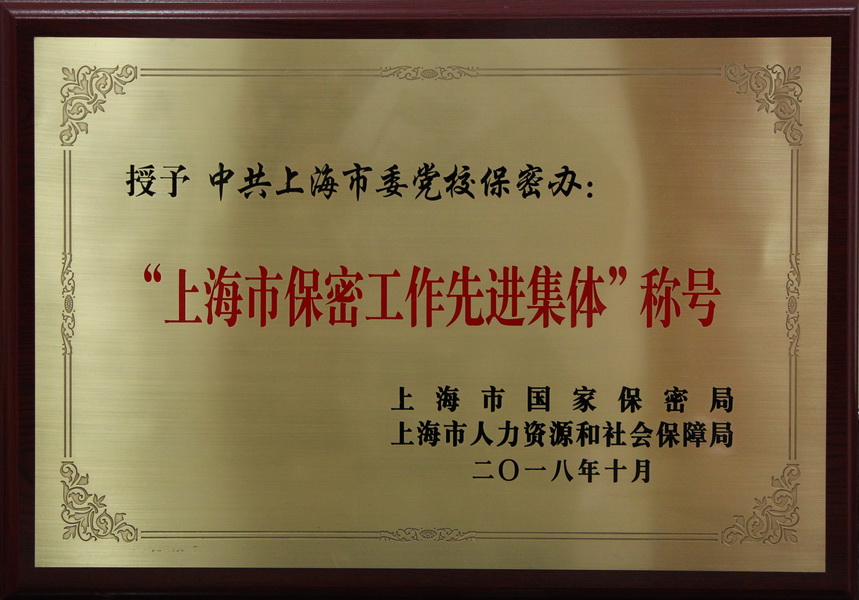 授予 中共上海市委党校保密办：
“上海市保密工作先进集体”称号
上海市国家保密局
上海市人力资源和社会保障局
二〇一八年十月